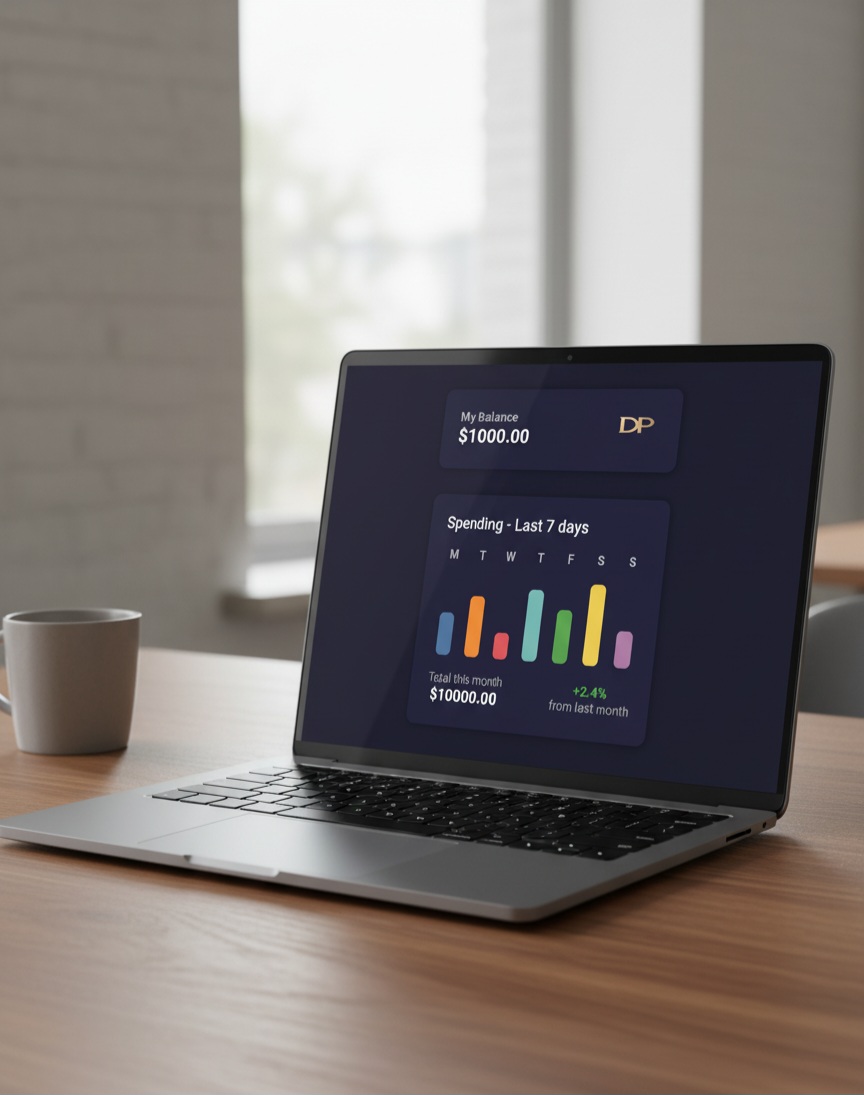 My Balance
$1000.00
DP
Spending - Last 7 days
M T W T F S S
Total this month
$10000.00
+2.4%
from last month